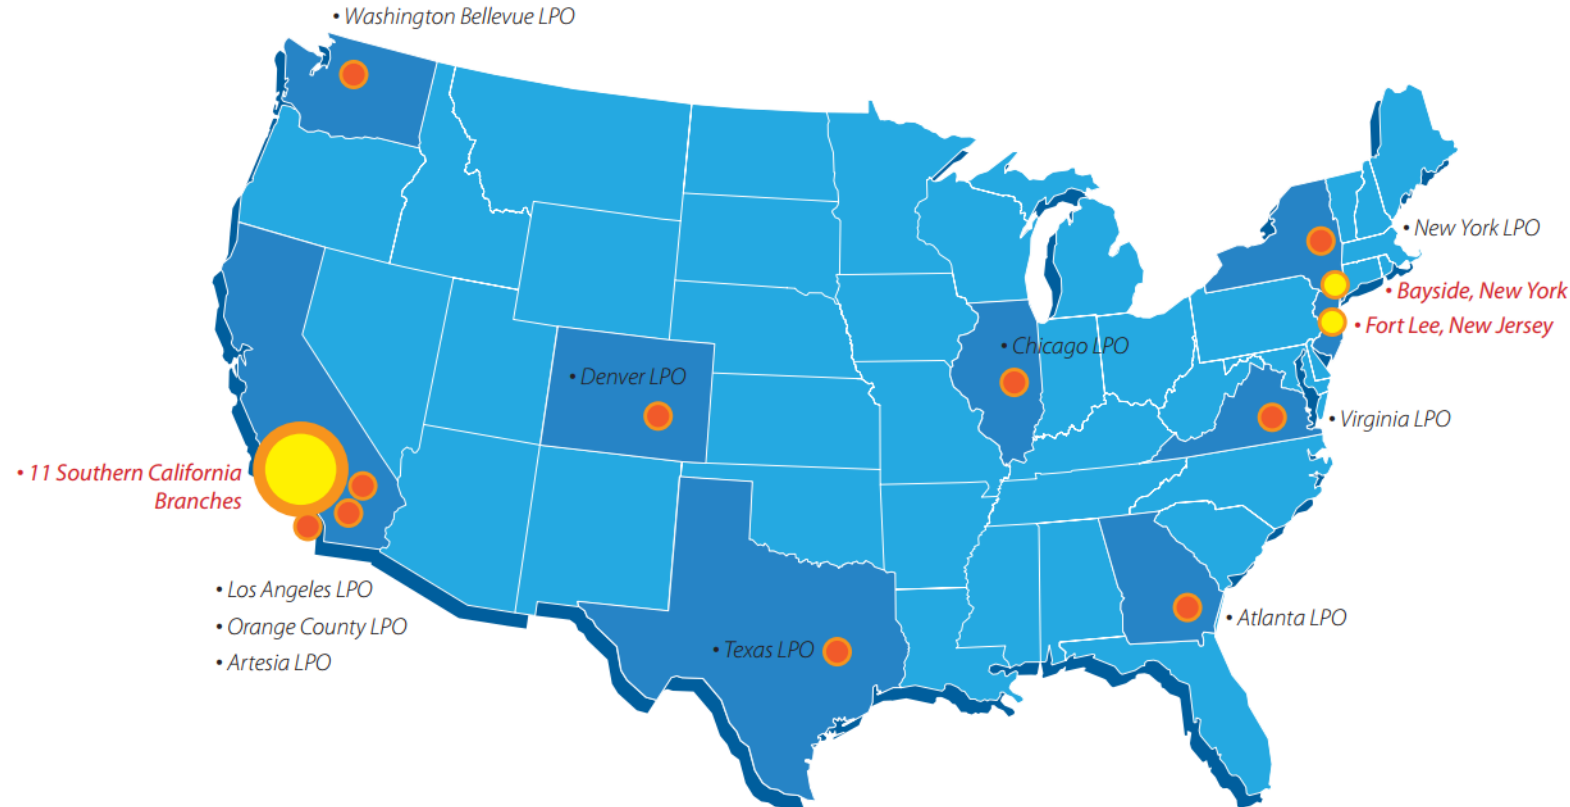 • Washington Bellevue LPO
• New York LPO
• Bayside, New York
• Fort Lee, New Jersey
• Chicago LPO
• Denver LPO
• Virginia LPO
• 11 Southern California
Branches
• Los Angeles LPO
• Orange County LPO
• Artesia LPO
• Atlanta LPO
• Texas LPO